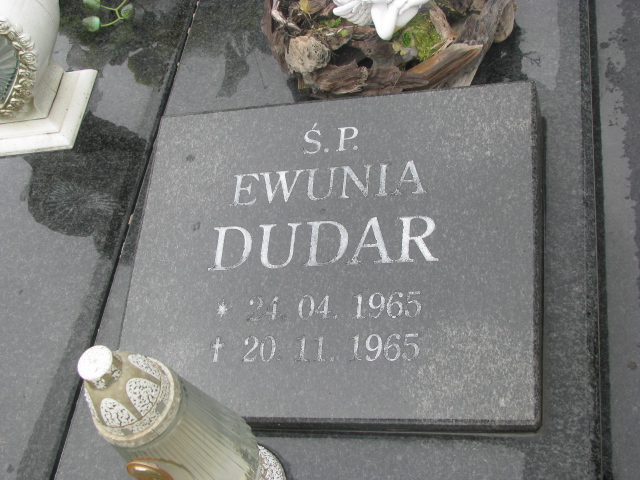 Ś.P.
EWUNIA
DUDAR
* 24. 04. 1965
† 20. 11. 1965